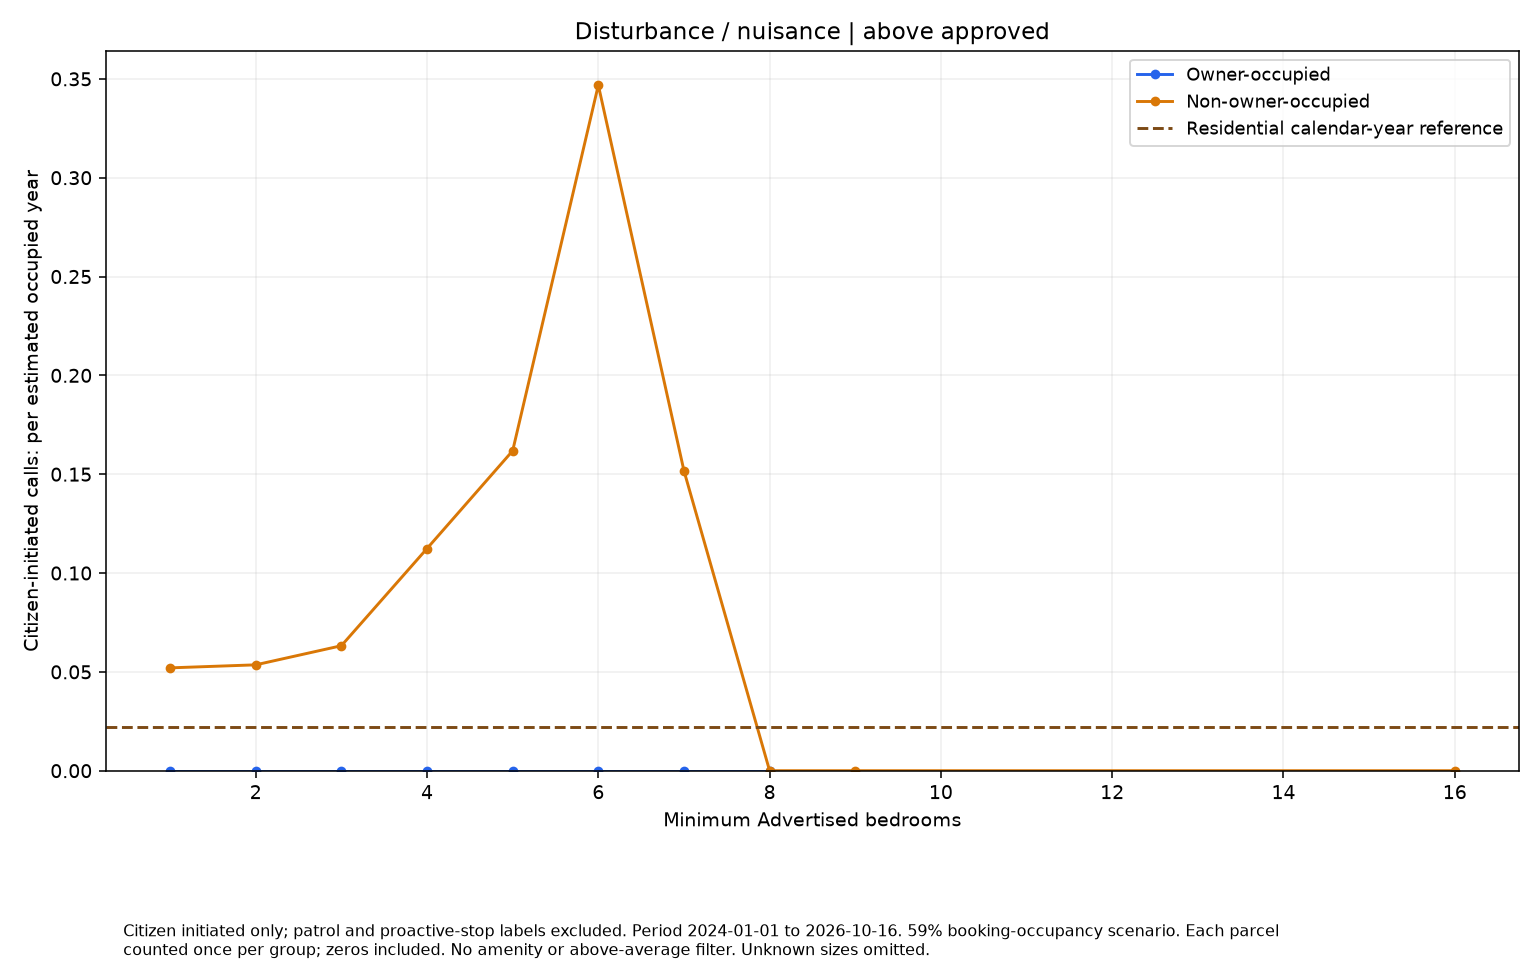 Disturbance / nuisance | above approved
Owner-occupied
Non-owner-occupied
Residential calendar-year reference
Citizen-initiated calls: per estimated occupied year
0.35
0.30
0.25
0.20
0.15
0.10
0.05
0.00
2 4 6 8 10 12 14 16
Minimum Advertised bedrooms
Citizen initiated only; patrol and proactive-stop labels excluded. Period 2024-01-01 to 2026-10-16. 59% booking-occupancy scenario. Each parcel
counted once per group; zeros included. No amenity or above-average filter. Unknown sizes omitted.